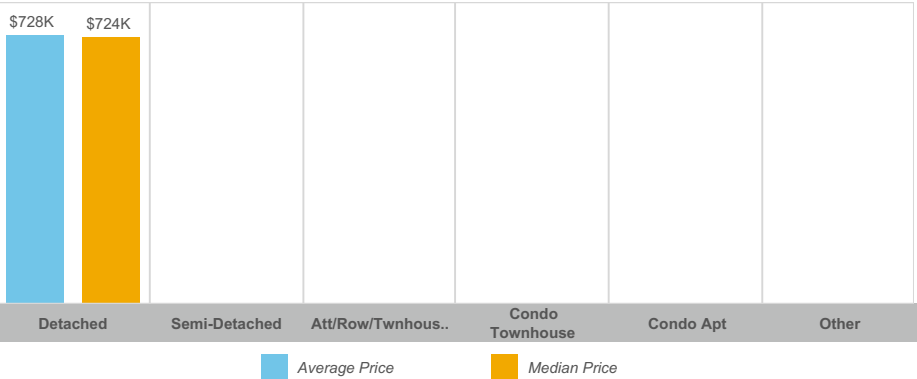 $728K
$724K
Detached
Semi-Detached
Att/Row/Twnhous..
Condo
Townhouse
Condo Apt
Other
Average Price
Median Price